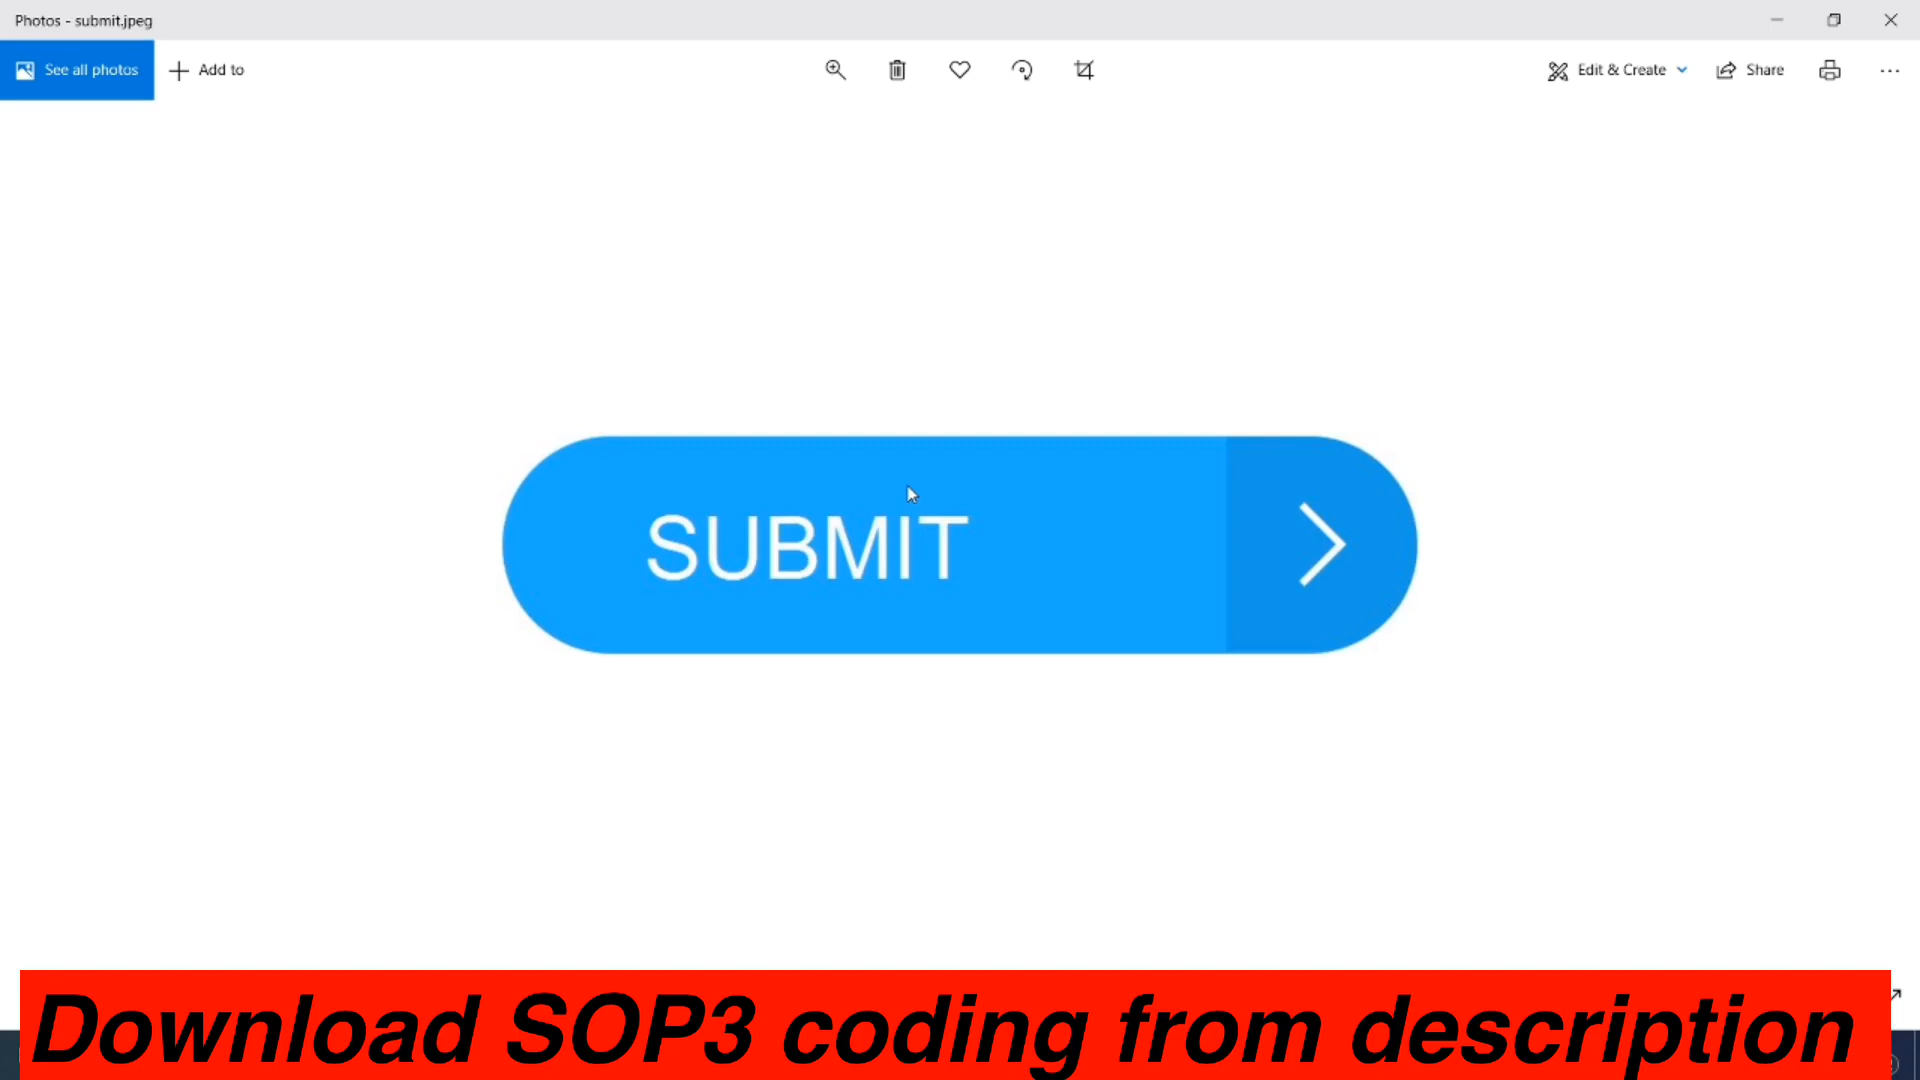 Photos - submit.jpeg
See all photos
Add to
Edit & Create
Share
SUBMIT
Download SOP3 coding from description